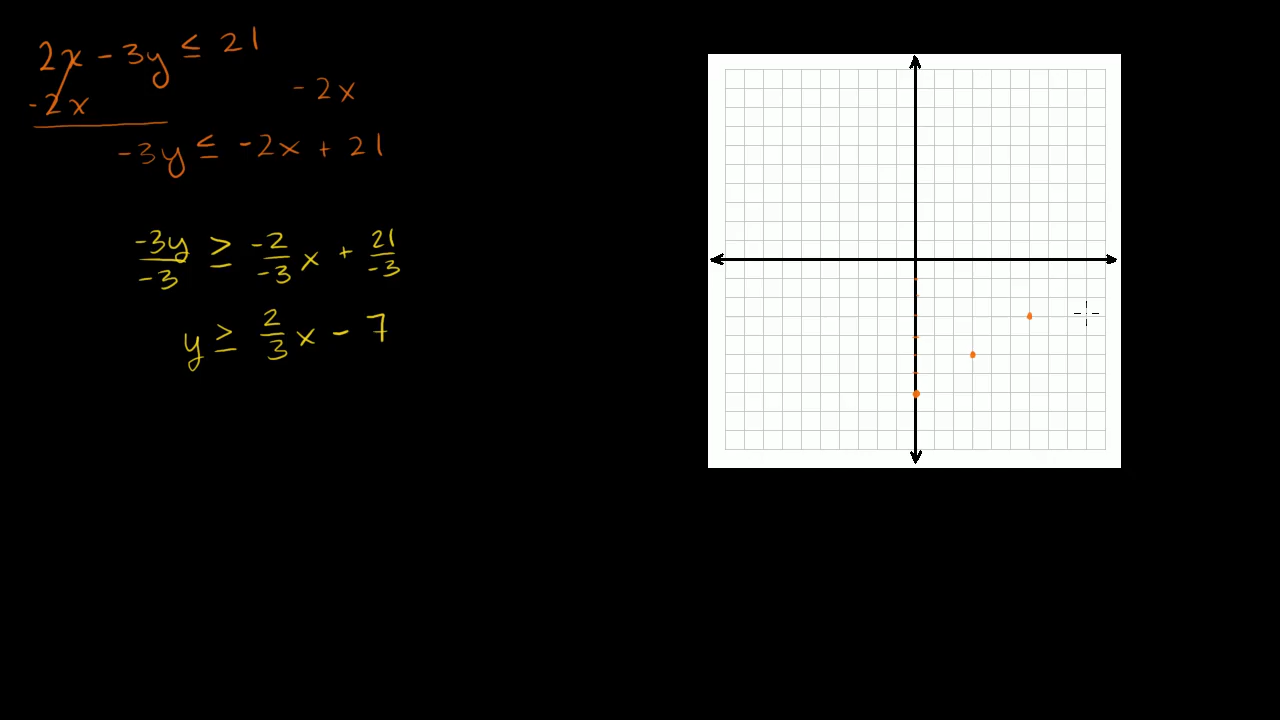 2x - 3y ≤ 21
-2x -2x
-3y ≤ -2x + 21
-3y/-3 ≥ -2/-3 x + 21/-3
y ≥ 2/3 x - 7